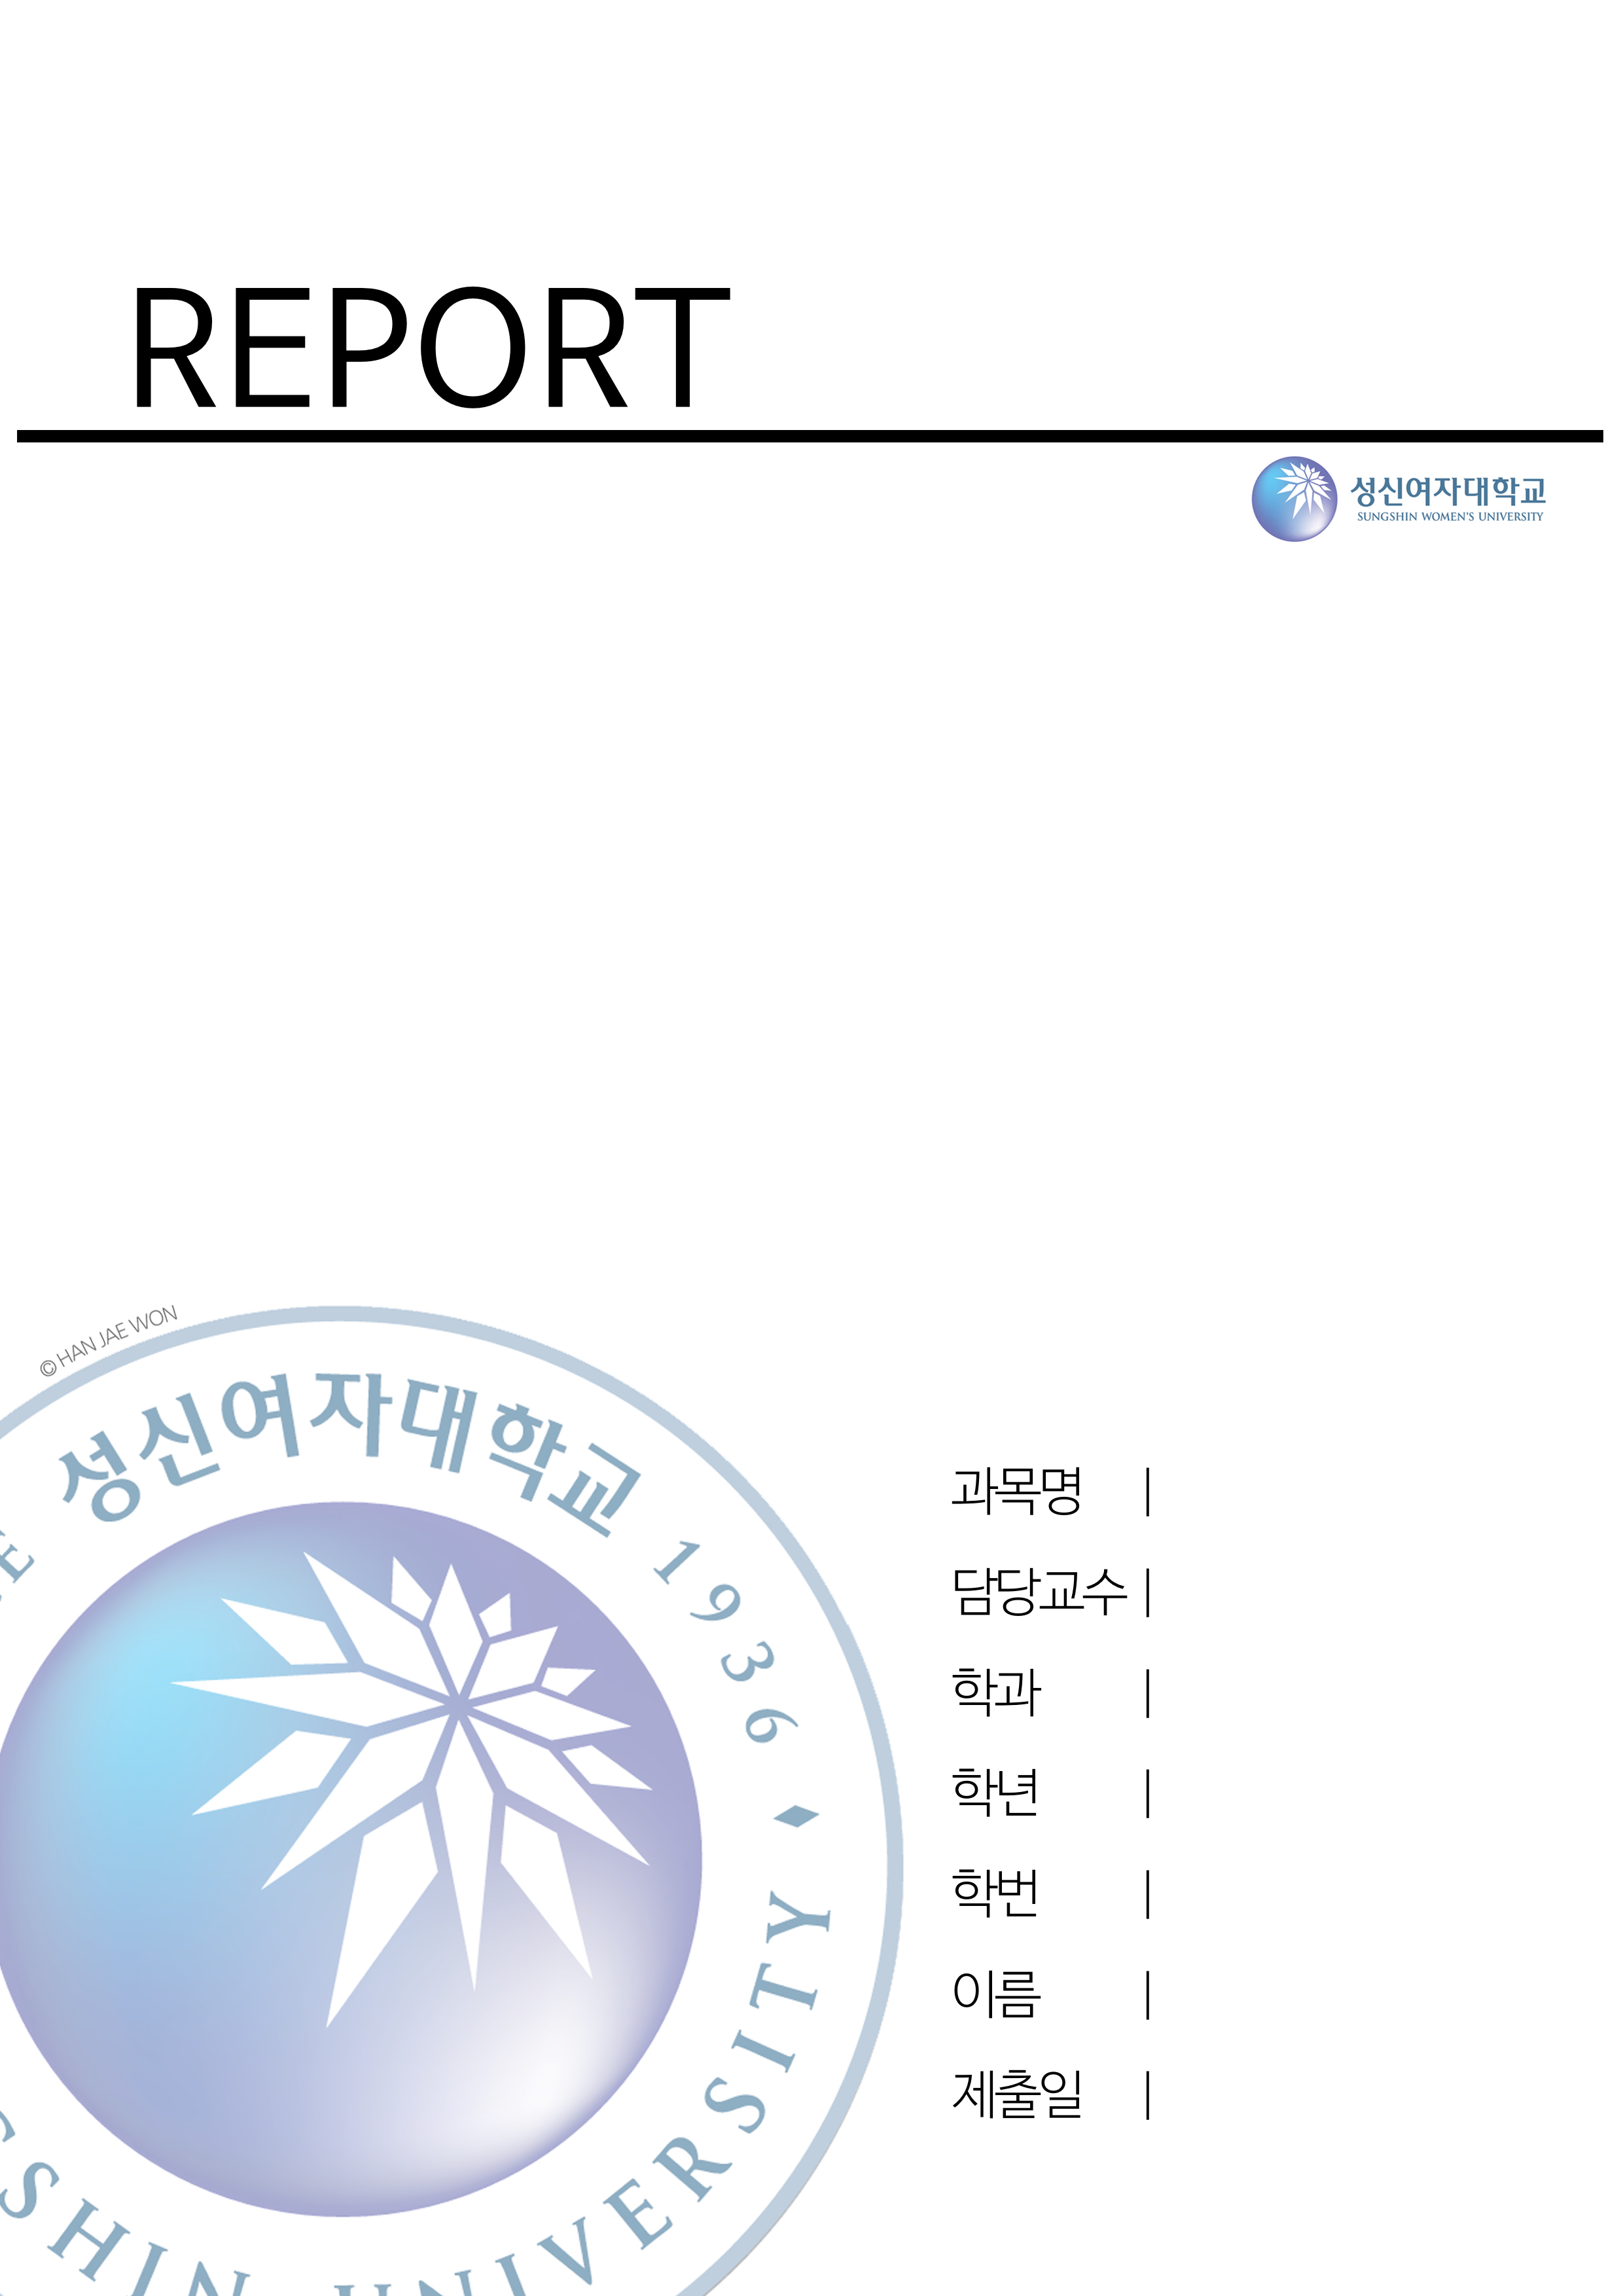 REPORT
성신여자대학교
SUNGSHIN WOMEN'S UNIVERSITY
© HAN JAE WON
성신여자대학교 1936
UNIVERSITY
과목명 |
담당교수 |
학과 |
학년 |
학번 |
이름 |
제출일 |